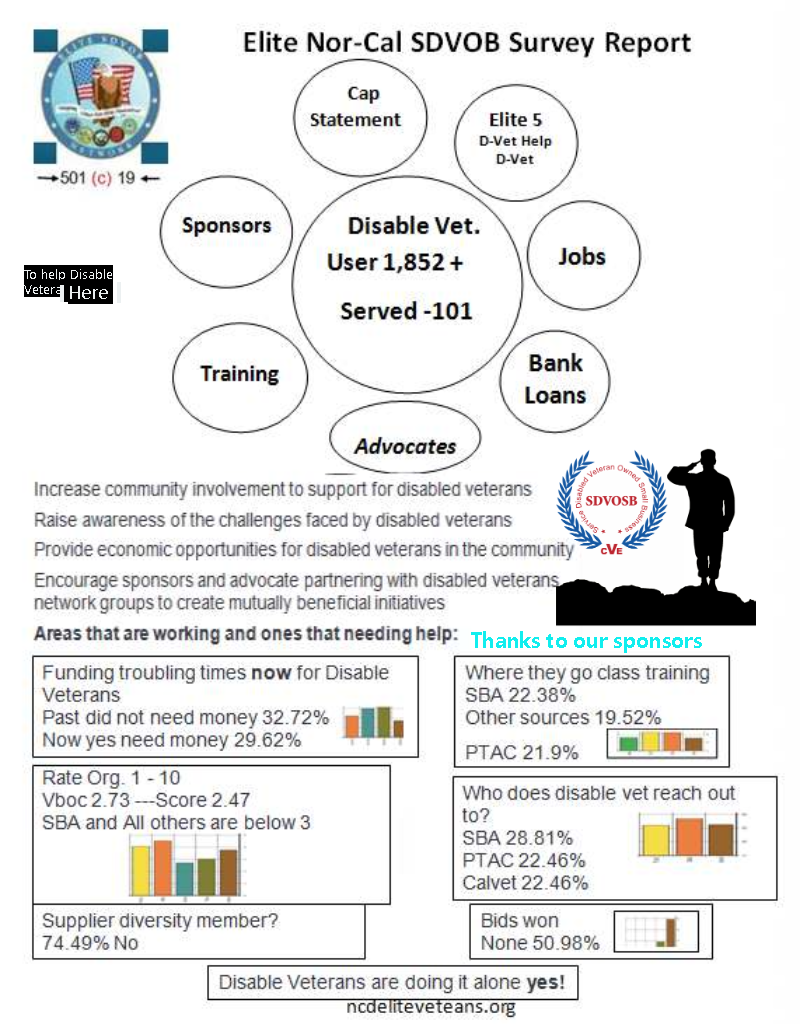 Elite Nor-Cal SDVOB Survey Report
ELITE SDVOB
NETWORK
501 (c) 19
Cap
Statement
Elite 5
D-Vet Help
D-Vet
Sponsors
Disable Vet.
User 1,852 +
Served -101
Jobs
To help Disable
Vetera
Here
Training
Bank
Loans
Advocates
Increase community involvement to support for disabled veterans
Raise awareness of the challenges faced by disabled veterans
Provide economic opportunities for disabled veterans in the community
Encourage sponsors and advocate partnering with disabled veterans
network groups to create mutually beneficial initiatives
Service Disabled Veteran Owned Small Business
SDVOSB
CVE
Areas that are working and ones that needing help:
Thanks to our sponsors
Funding troubling times now for Disable
Veterans
Past did not need money 32.72%
Now yes need money 29.62%
Where they go class training
SBA 22.38%
Other sources 19.52%
PTAC 21.9%
Rate Org. 1 - 10
Vboc 2.73 ---Score 2.47
SBA and All others are below 3
Who does disable vet reach out
to?
SBA 28.81%
PTAC 22.46%
Calvet 22.46%
Supplier diversity member?
74.49% No
Bids won
None 50.98%
Disable Veterans are doing it alone yes!
ncdeliteveteans.org